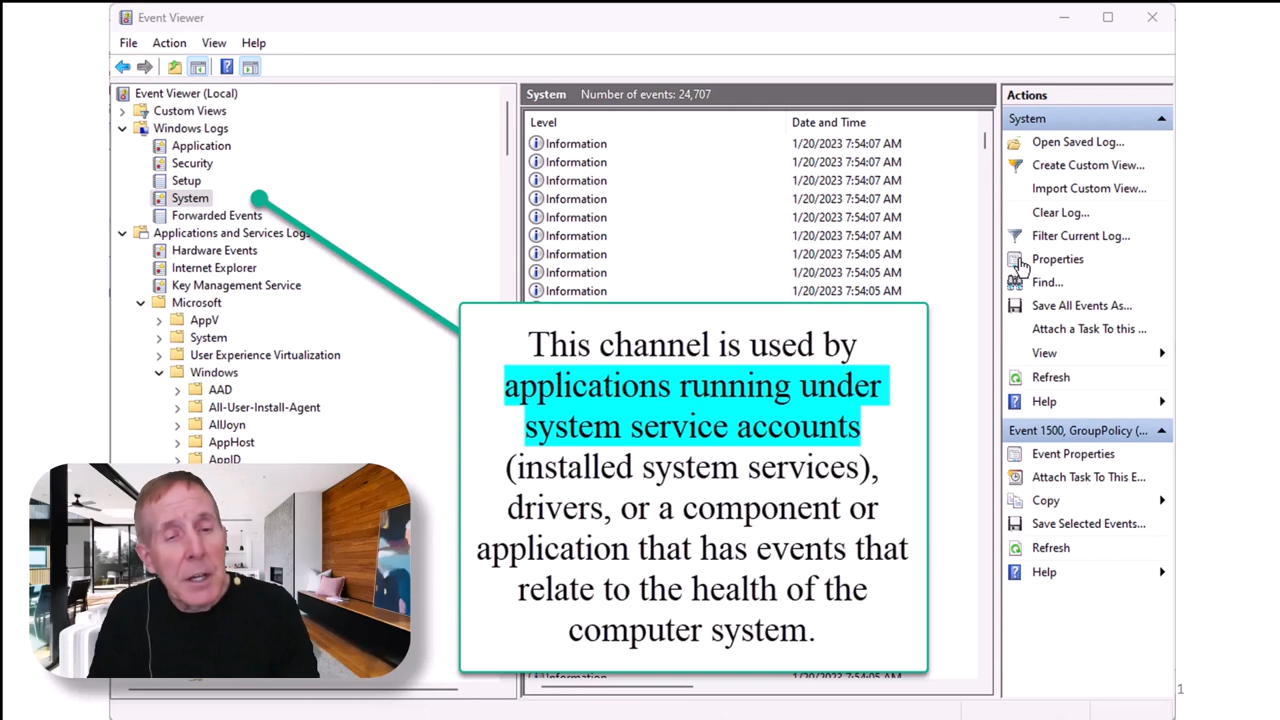 Event Viewer
File Action View Help
Event Viewer (Local)
Custom Views
Windows Logs
Application
Security
Setup
System
Forwarded Events
Applications and Services Logs
Hardware Events
Internet Explorer
Key Management Service
Microsoft
AppV
System
User Experience Virtualization
Windows
AAD
All-User-Install-Agent
AllJoyn
AppHost
AppID
System Number of events: 24,707
Level Date and Time
Information 1/20/2023 7:54:07 AM
Information 1/20/2023 7:54:07 AM
Information 1/20/2023 7:54:07 AM
Information 1/20/2023 7:54:07 AM
Information 1/20/2023 7:54:07 AM
Information 1/20/2023 7:54:07 AM
Information 1/20/2023 7:54:05 AM
Information 1/20/2023 7:54:05 AM
Information 1/20/2023 7:54:05 AM
This channel is used by
applications running under
system service accounts
(installed system services),
drivers, or a component or
application that has events that
relate to the health of the
computer system.
Information 1/20/2023 7:54:05 AM
Actions
System
Open Saved Log...
Create Custom View...
Import Custom View...
Clear Log...
Filter Current Log...
Properties
Find...
Save All Events As...
Attach a Task To this ...
View
Refresh
Help
Event 1500, GroupPolicy (...
Event Properties
Attach Task To This E...
Copy
Save Selected Events...
Refresh
Help
1